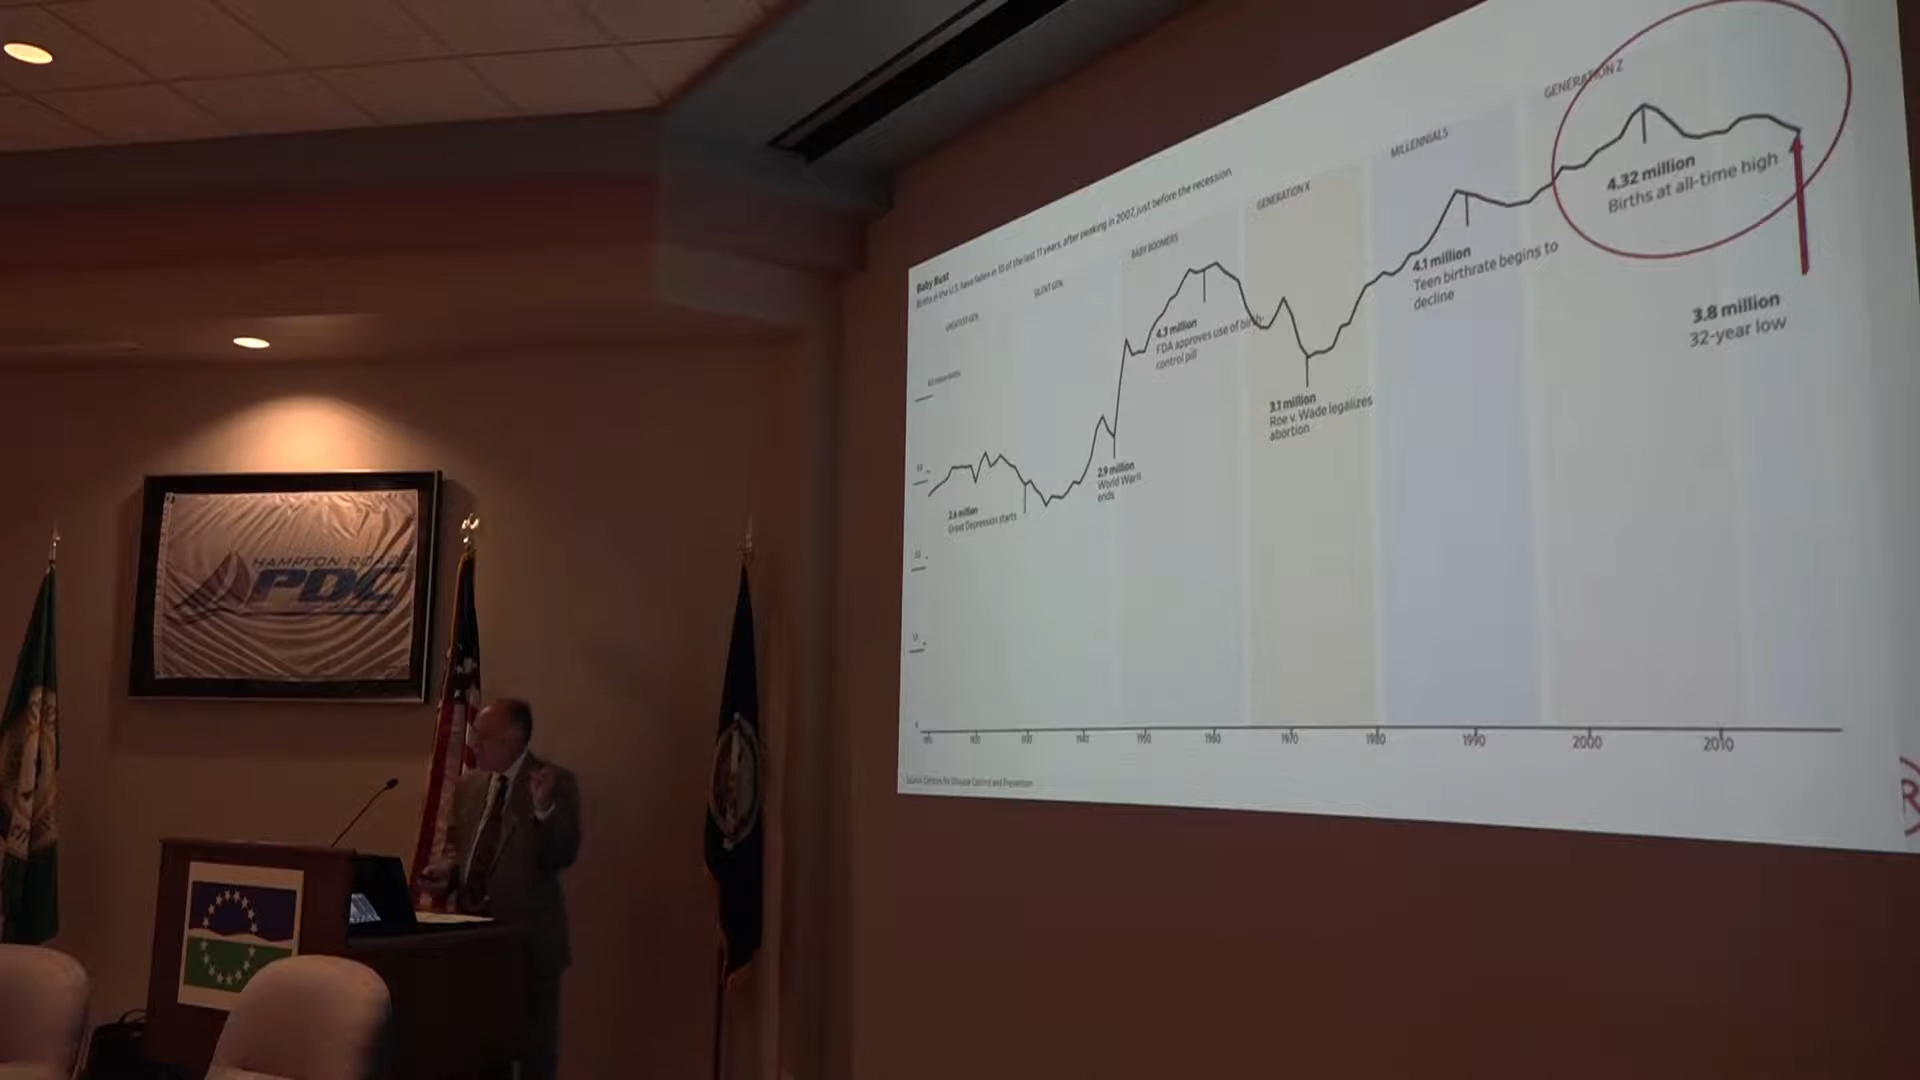 HAMPTON RO
PDC
Baby Bust
Births in the U.S. have fallen in 10 of the last 11 years, after peaking in 2007, just before the recession.
GREATEST GEN.
SILENT GEN.
BABY BOOMERS
GENERATION X
MILLENNIALS
GENERATION Z
2.6 million
Great Depression starts
2.9 million
World War II
ends
4.3 million
FDA approves use of birth-
control pill
3.1 million
Roe v. Wade legalizes
abortion
4.1 million
Teen birthrate begins to
decline
4.32 million
Births at all-time high
3.8 million
32-year low
0
1940
1950
1960
1970
1980
1990
2000
2010
Source: Centers for Disease Control and Prevention
R